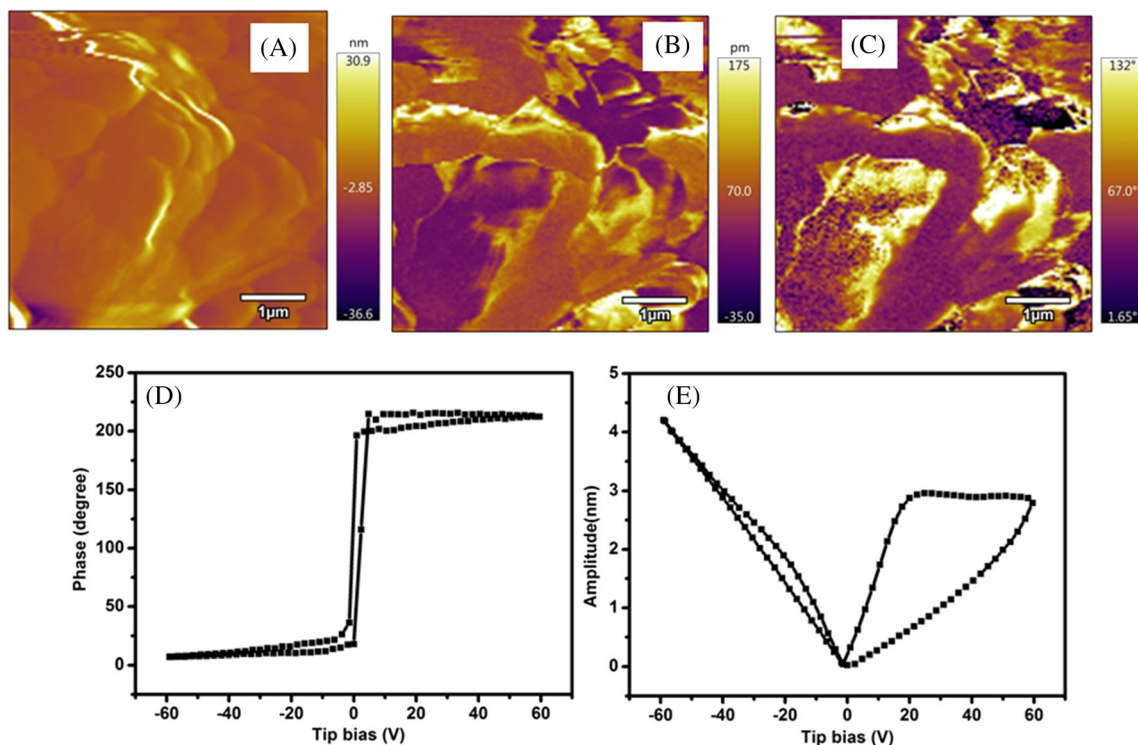 (A)
nm
30.9
-2.85
-36.6
1µm
(B)
pm
175
70.0
-35.0
1µm
(C)
132°
67.0°
1.65°
1µm
(D)
250
200
150
100
50
0
Phase (degree)
-60 -40 -20 0 20 40 60
Tip bias (V)
(E)
5
4
3
2
1
0
Amplitude(nm)
-60 -40 -20 0 20 40 60
Tip bias (V)